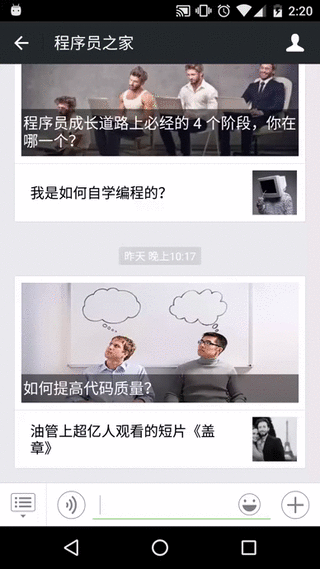 2:20
程序员之家
程序员成长道路上必经的 4 个阶段，你在
哪一个？
我是如何自学编程的？
昨天 晚上10:17
如何提高代码质量？
油管上超亿人观看的短片《盖
章》